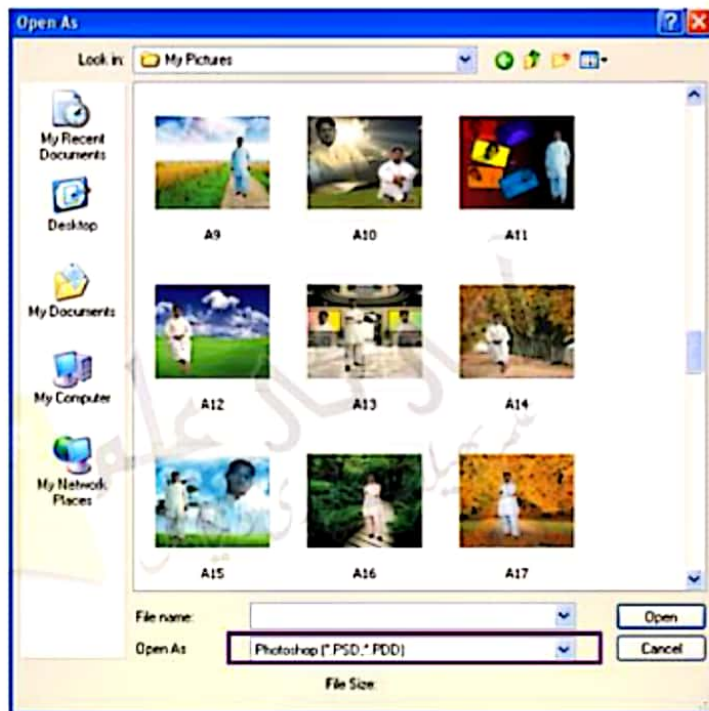 Open As
Look in: My Pictures
My Recent Documents
Desktop
My Documents
My Computer
My Network Places
A9 A10 A11
A12 A13 A14
A15 A16 A17
File name: Open
Open As Photoshop (*.PSD;*.PDD) Cancel
File Size: